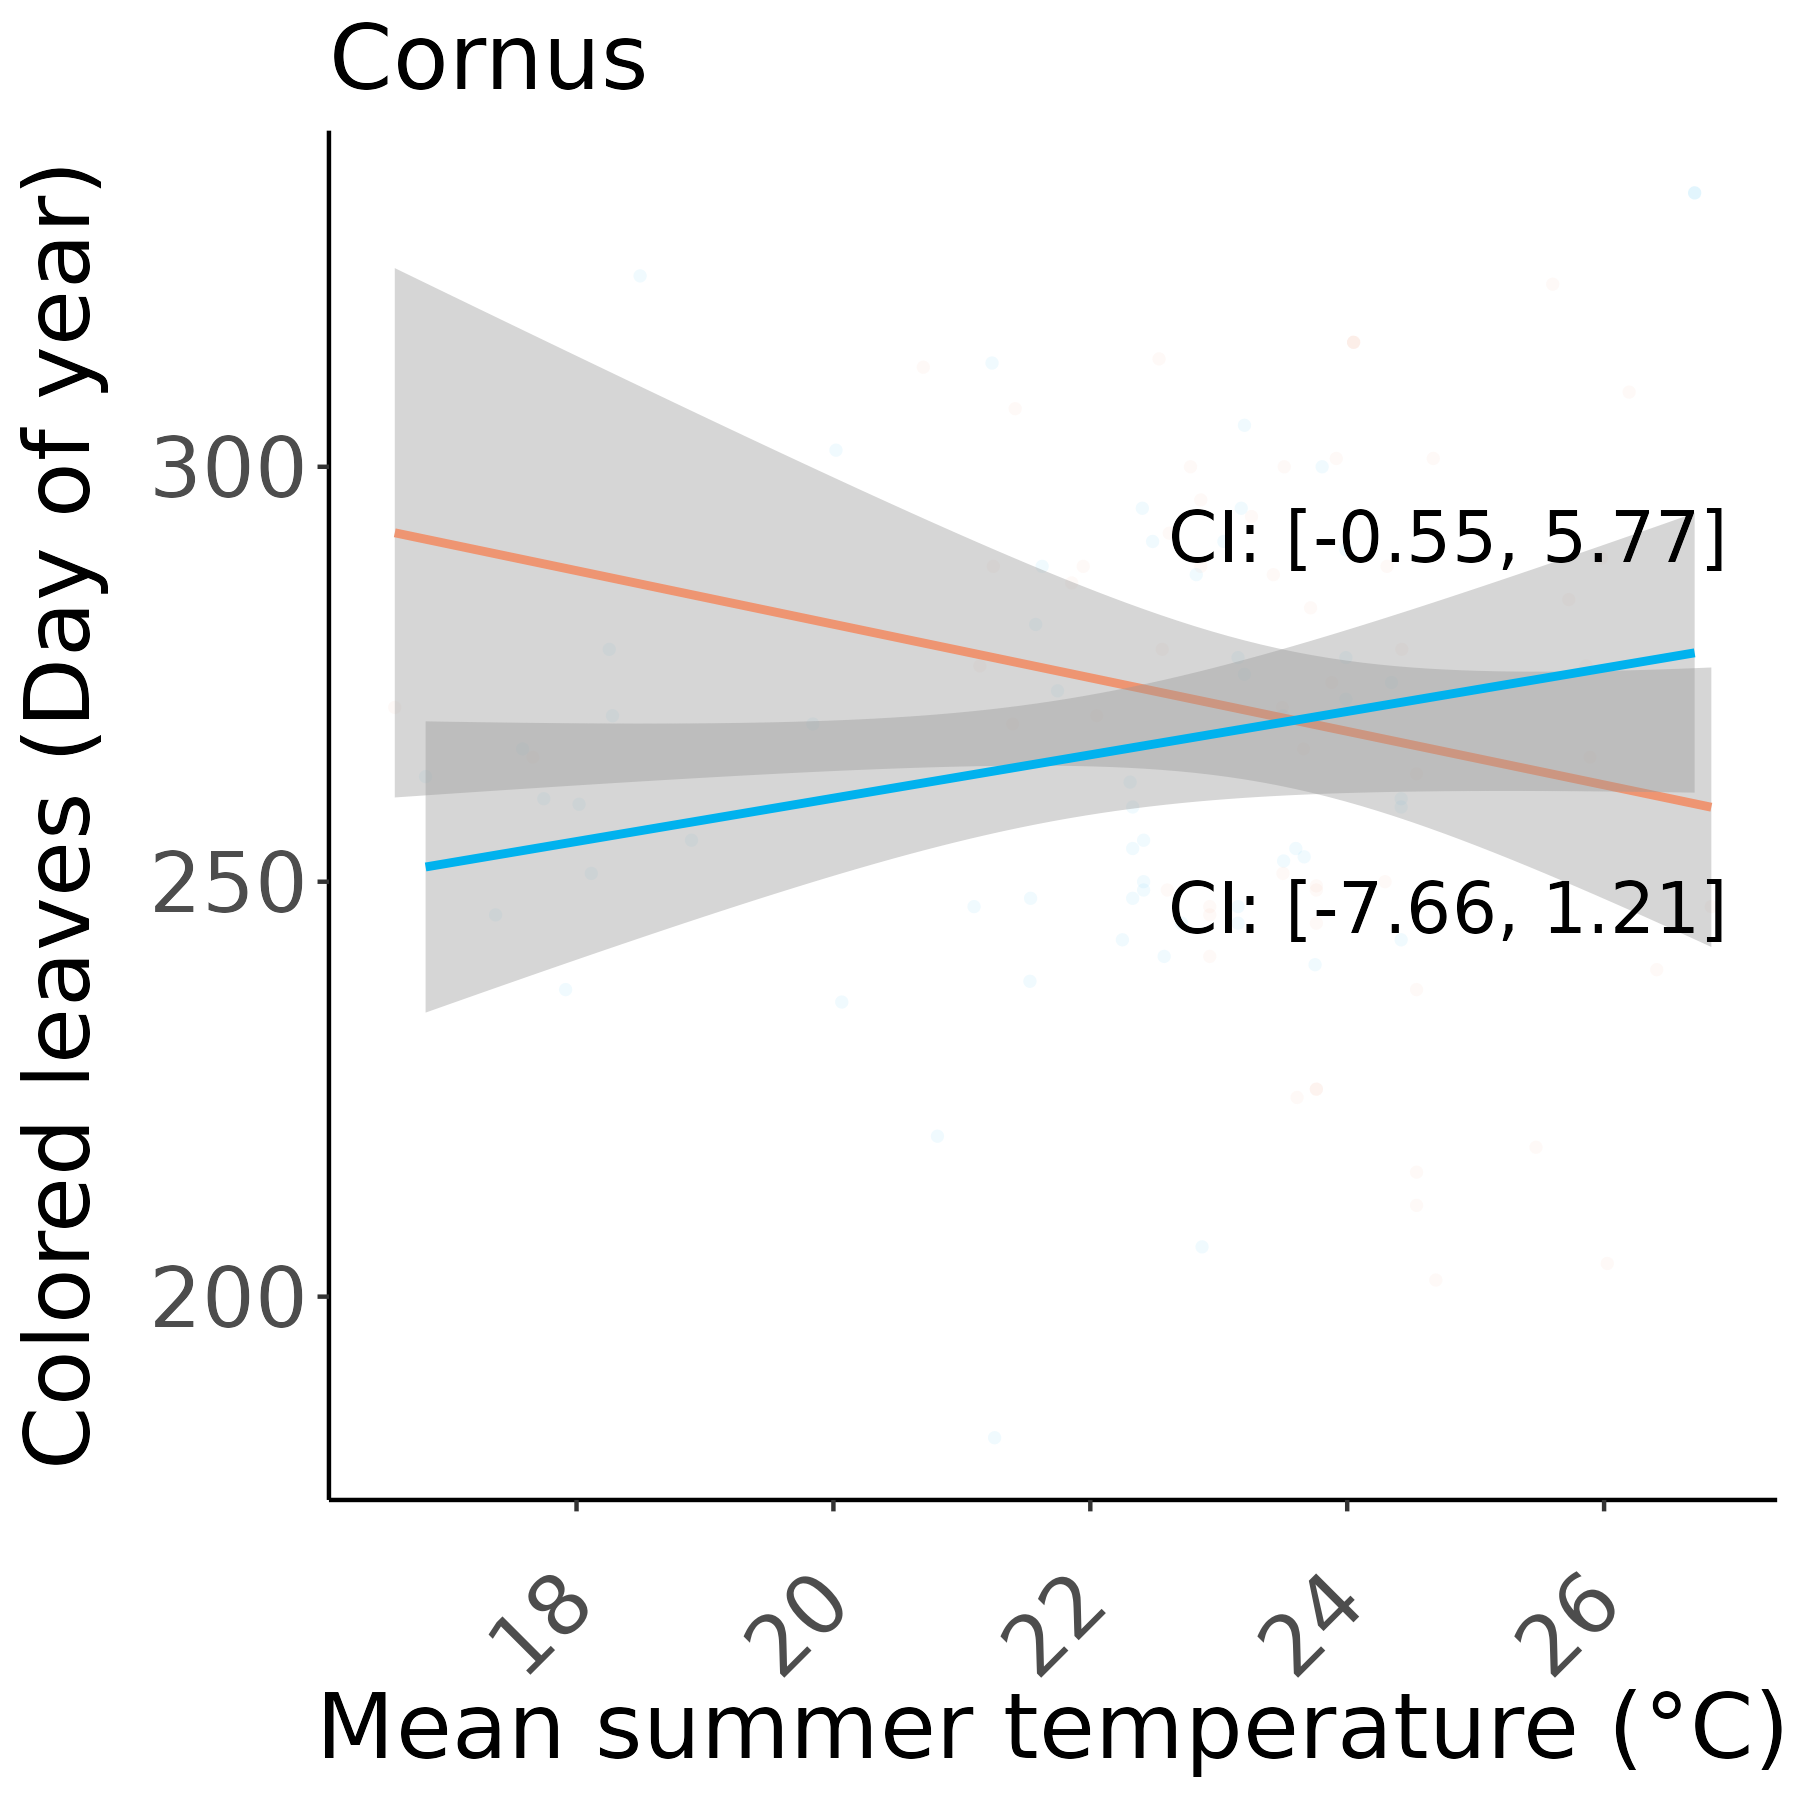 Cornus
Colored leaves (Day of year)
300
250
200
CI: [-0.55, 5.77]
CI: [-7.66, 1.21]
18
20
22
24
26
Mean summer temperature (°C)